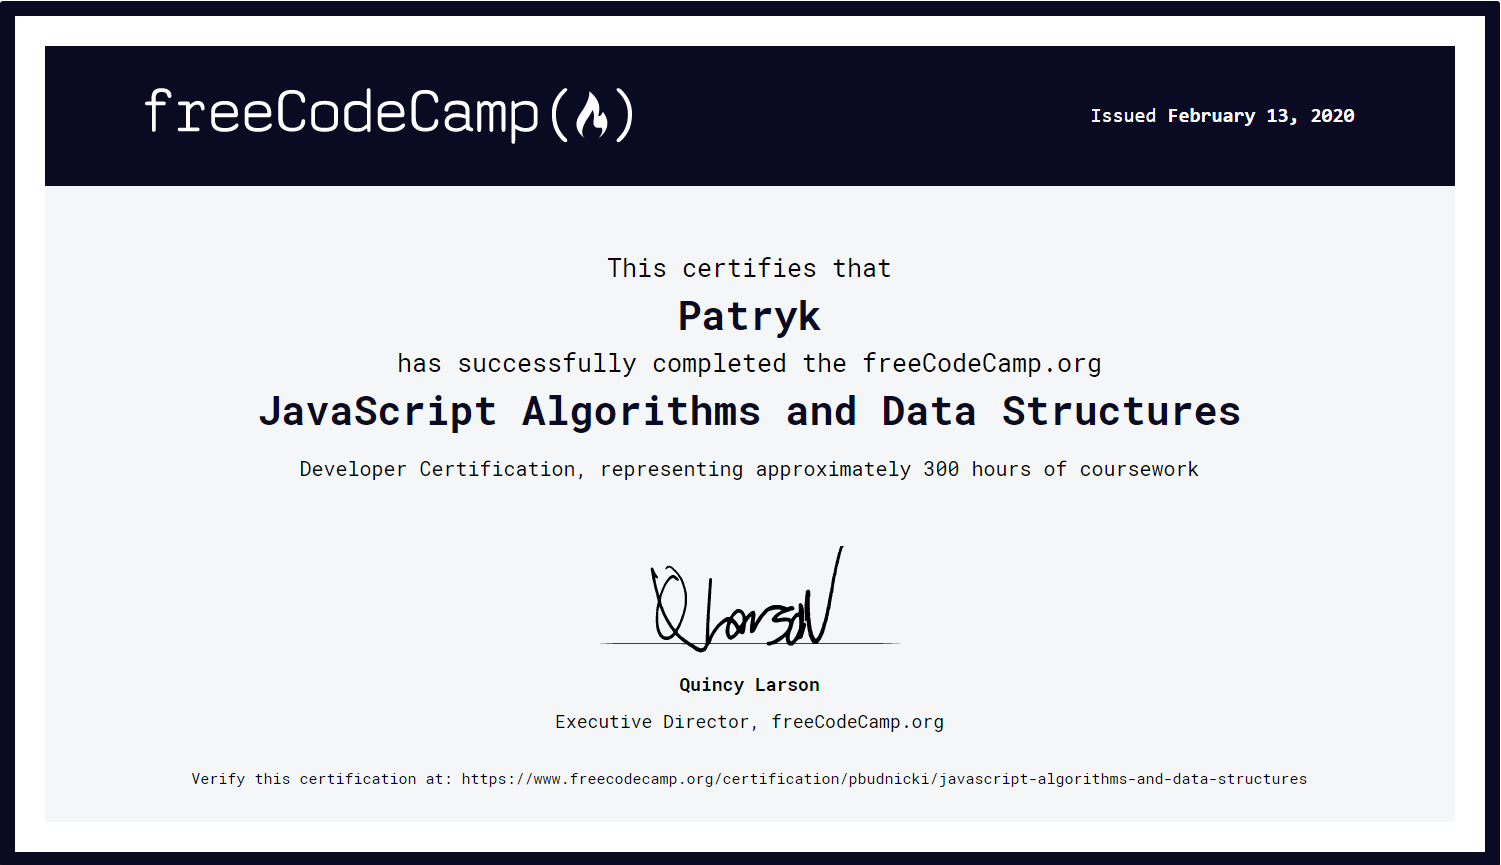 freeCodeCamp(🔥)
Issued February 13, 2020
This certifies that
Patryk
has successfully completed the freeCodeCamp.org
JavaScript Algorithms and Data Structures
Developer Certification, representing approximately 300 hours of coursework
Q Larson
Quincy Larson
Executive Director, freeCodeCamp.org
Verify this certification at: https://www.freecodecamp.org/certification/pbudnicki/javascript-algorithms-and-data-structures